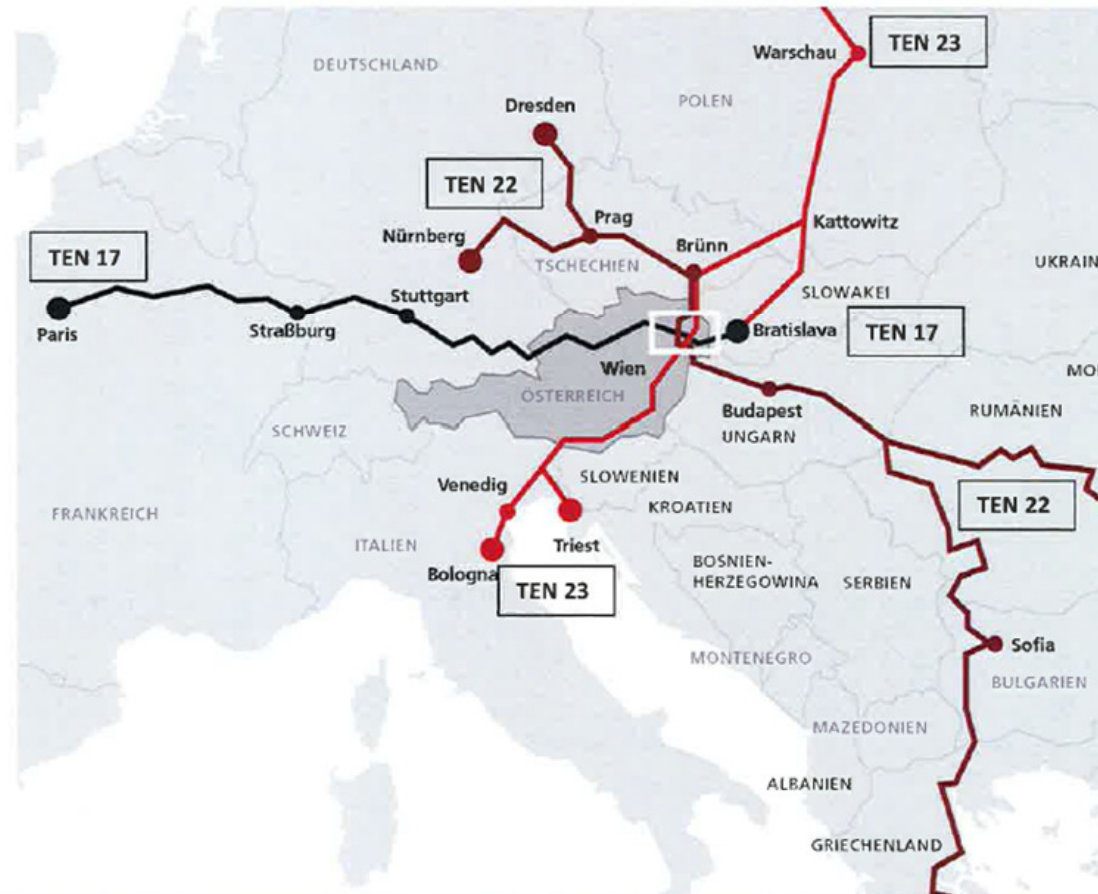 Warschau
TEN 23
DEUTSCHLAND
POLEN
Dresden
TEN 22
Prag
Kattowitz
Nürnberg
Brünn
TEN 17
TSCHECHIEN
UKRAIN
SLOWAKEI
Stuttgart
Paris
Straßburg
Bratislava
TEN 17
Wien
MO
ÖSTERREICH
Budapest
RUMÄNIEN
UNGARN
SCHWEIZ
SLOWENIEN
Venedig
TEN 22
KROATIEN
FRANKREICH
ITALIEN
Triest
BOSNIEN-
HERZEGOWINA
SERBIEN
Bologna
TEN 23
Sofia
MONTENEGRO
BULGARIEN
MAZEDONIEN
ALBANIEN
GRIECHENLAND